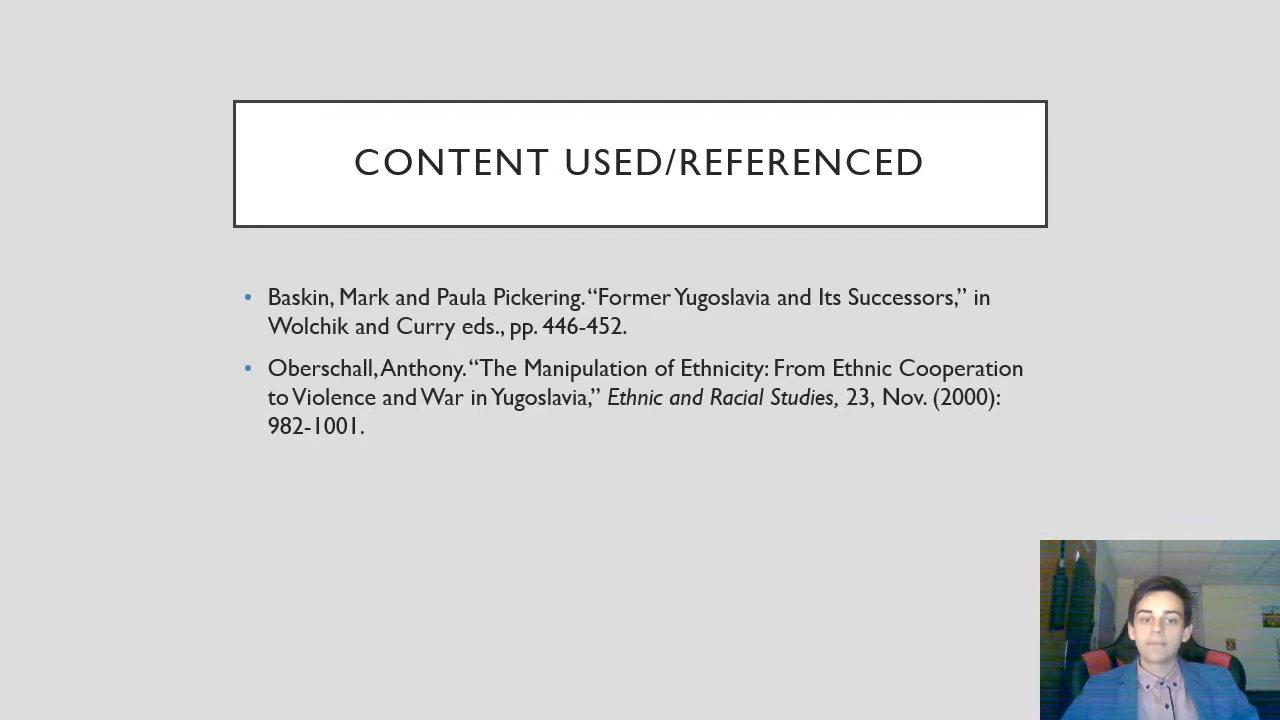 CONTENT USED/REFERENCED
• Baskin, Mark and Paula Pickering. “Former Yugoslavia and Its Successors,” in
Wolchik and Curry eds., pp. 446-452.
• Oberschall, Anthony. “The Manipulation of Ethnicity: From Ethnic Cooperation
to Violence and War in Yugoslavia,” Ethnic and Racial Studies, 23, Nov. (2000):
982-1001.